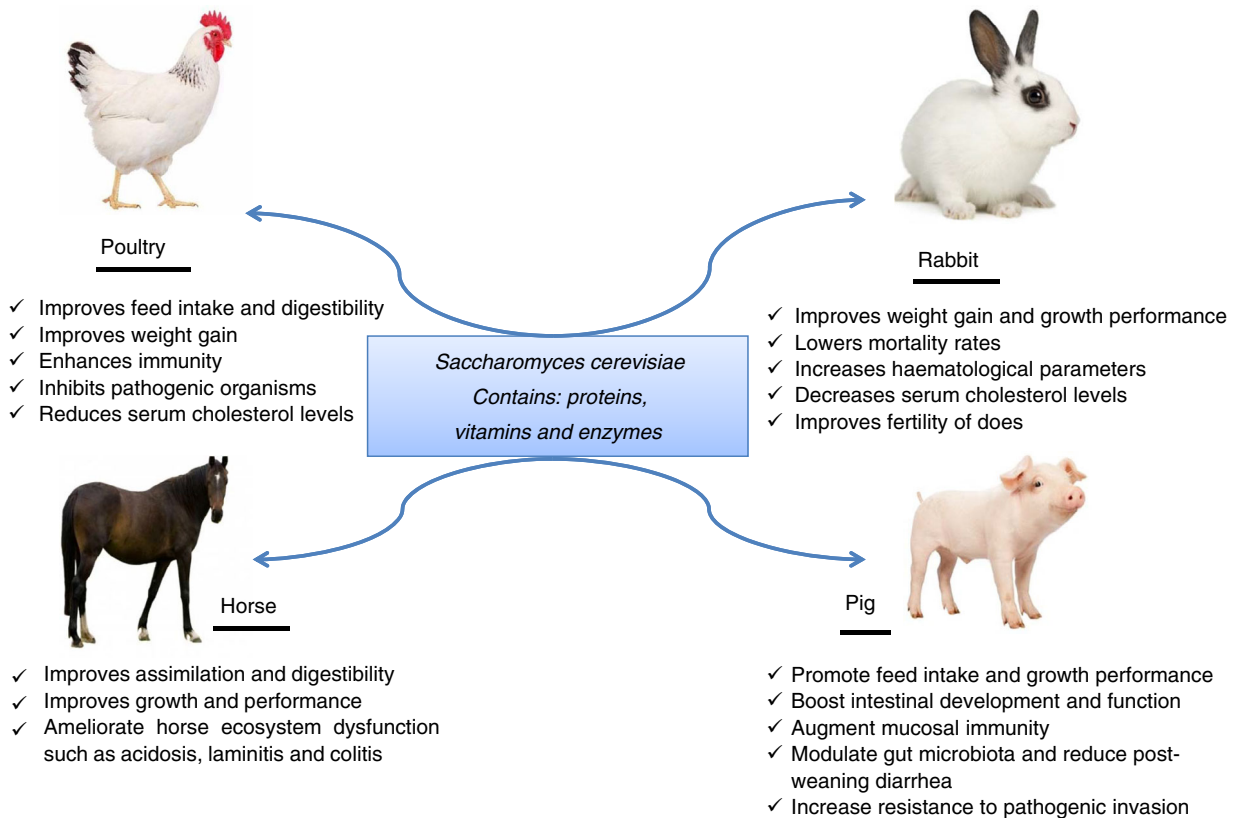 Poultry
✓ Improves feed intake and digestibility
✓ Improves weight gain
✓ Enhances immunity
✓ Inhibits pathogenic organisms
✓ Reduces serum cholesterol levels
Rabbit
✓ Improves weight gain and growth performance
✓ Lowers mortality rates
✓ Increases haematological parameters
✓ Decreases serum cholesterol levels
✓ Improves fertility of does
Saccharomyces cerevisiae
Contains: proteins,
vitamins and enzymes
Horse
✓ Improves assimilation and digestibility
✓ Improves growth and performance
✓ Ameliorate horse ecosystem dysfunction
such as acidosis, laminitis and colitis
Pig
✓ Promote feed intake and growth performance
✓ Boost intestinal development and function
✓ Augment mucosal immunity
✓ Modulate gut microbiota and reduce post-
weaning diarrhea
✓ Increase resistance to pathogenic invasion